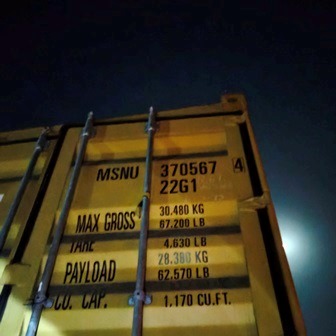 MSNU 370567 4
22G1
MAX GROSS 30.480 KG
67.200 LB
TARE 4.630 LB
PAYLOAD 28.380 KG
62.570 LB
CU. CAP. 1.170 CU.FT.